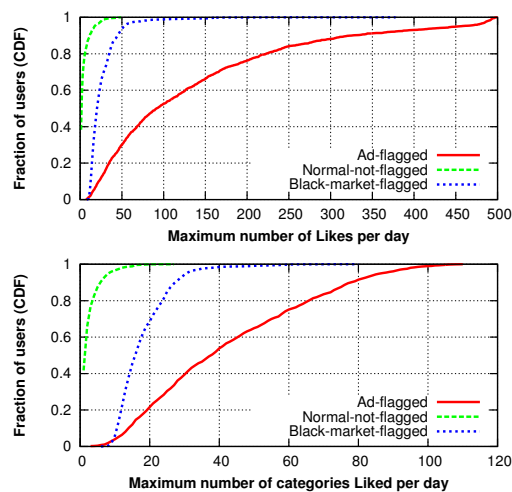 Fraction of users (CDF)
1
0.8
0.6
0.4
0.2
0
0 50 100 150 200 250 300 350 400 450 500
Ad-flagged
Normal-not-flagged
Black-market-flagged
Maximum number of Likes per day
Fraction of users (CDF)
1
0.8
0.6
0.4
0.2
0
0 20 40 60 80 100 120
Ad-flagged
Normal-not-flagged
Black-market-flagged
Maximum number of categories Liked per day